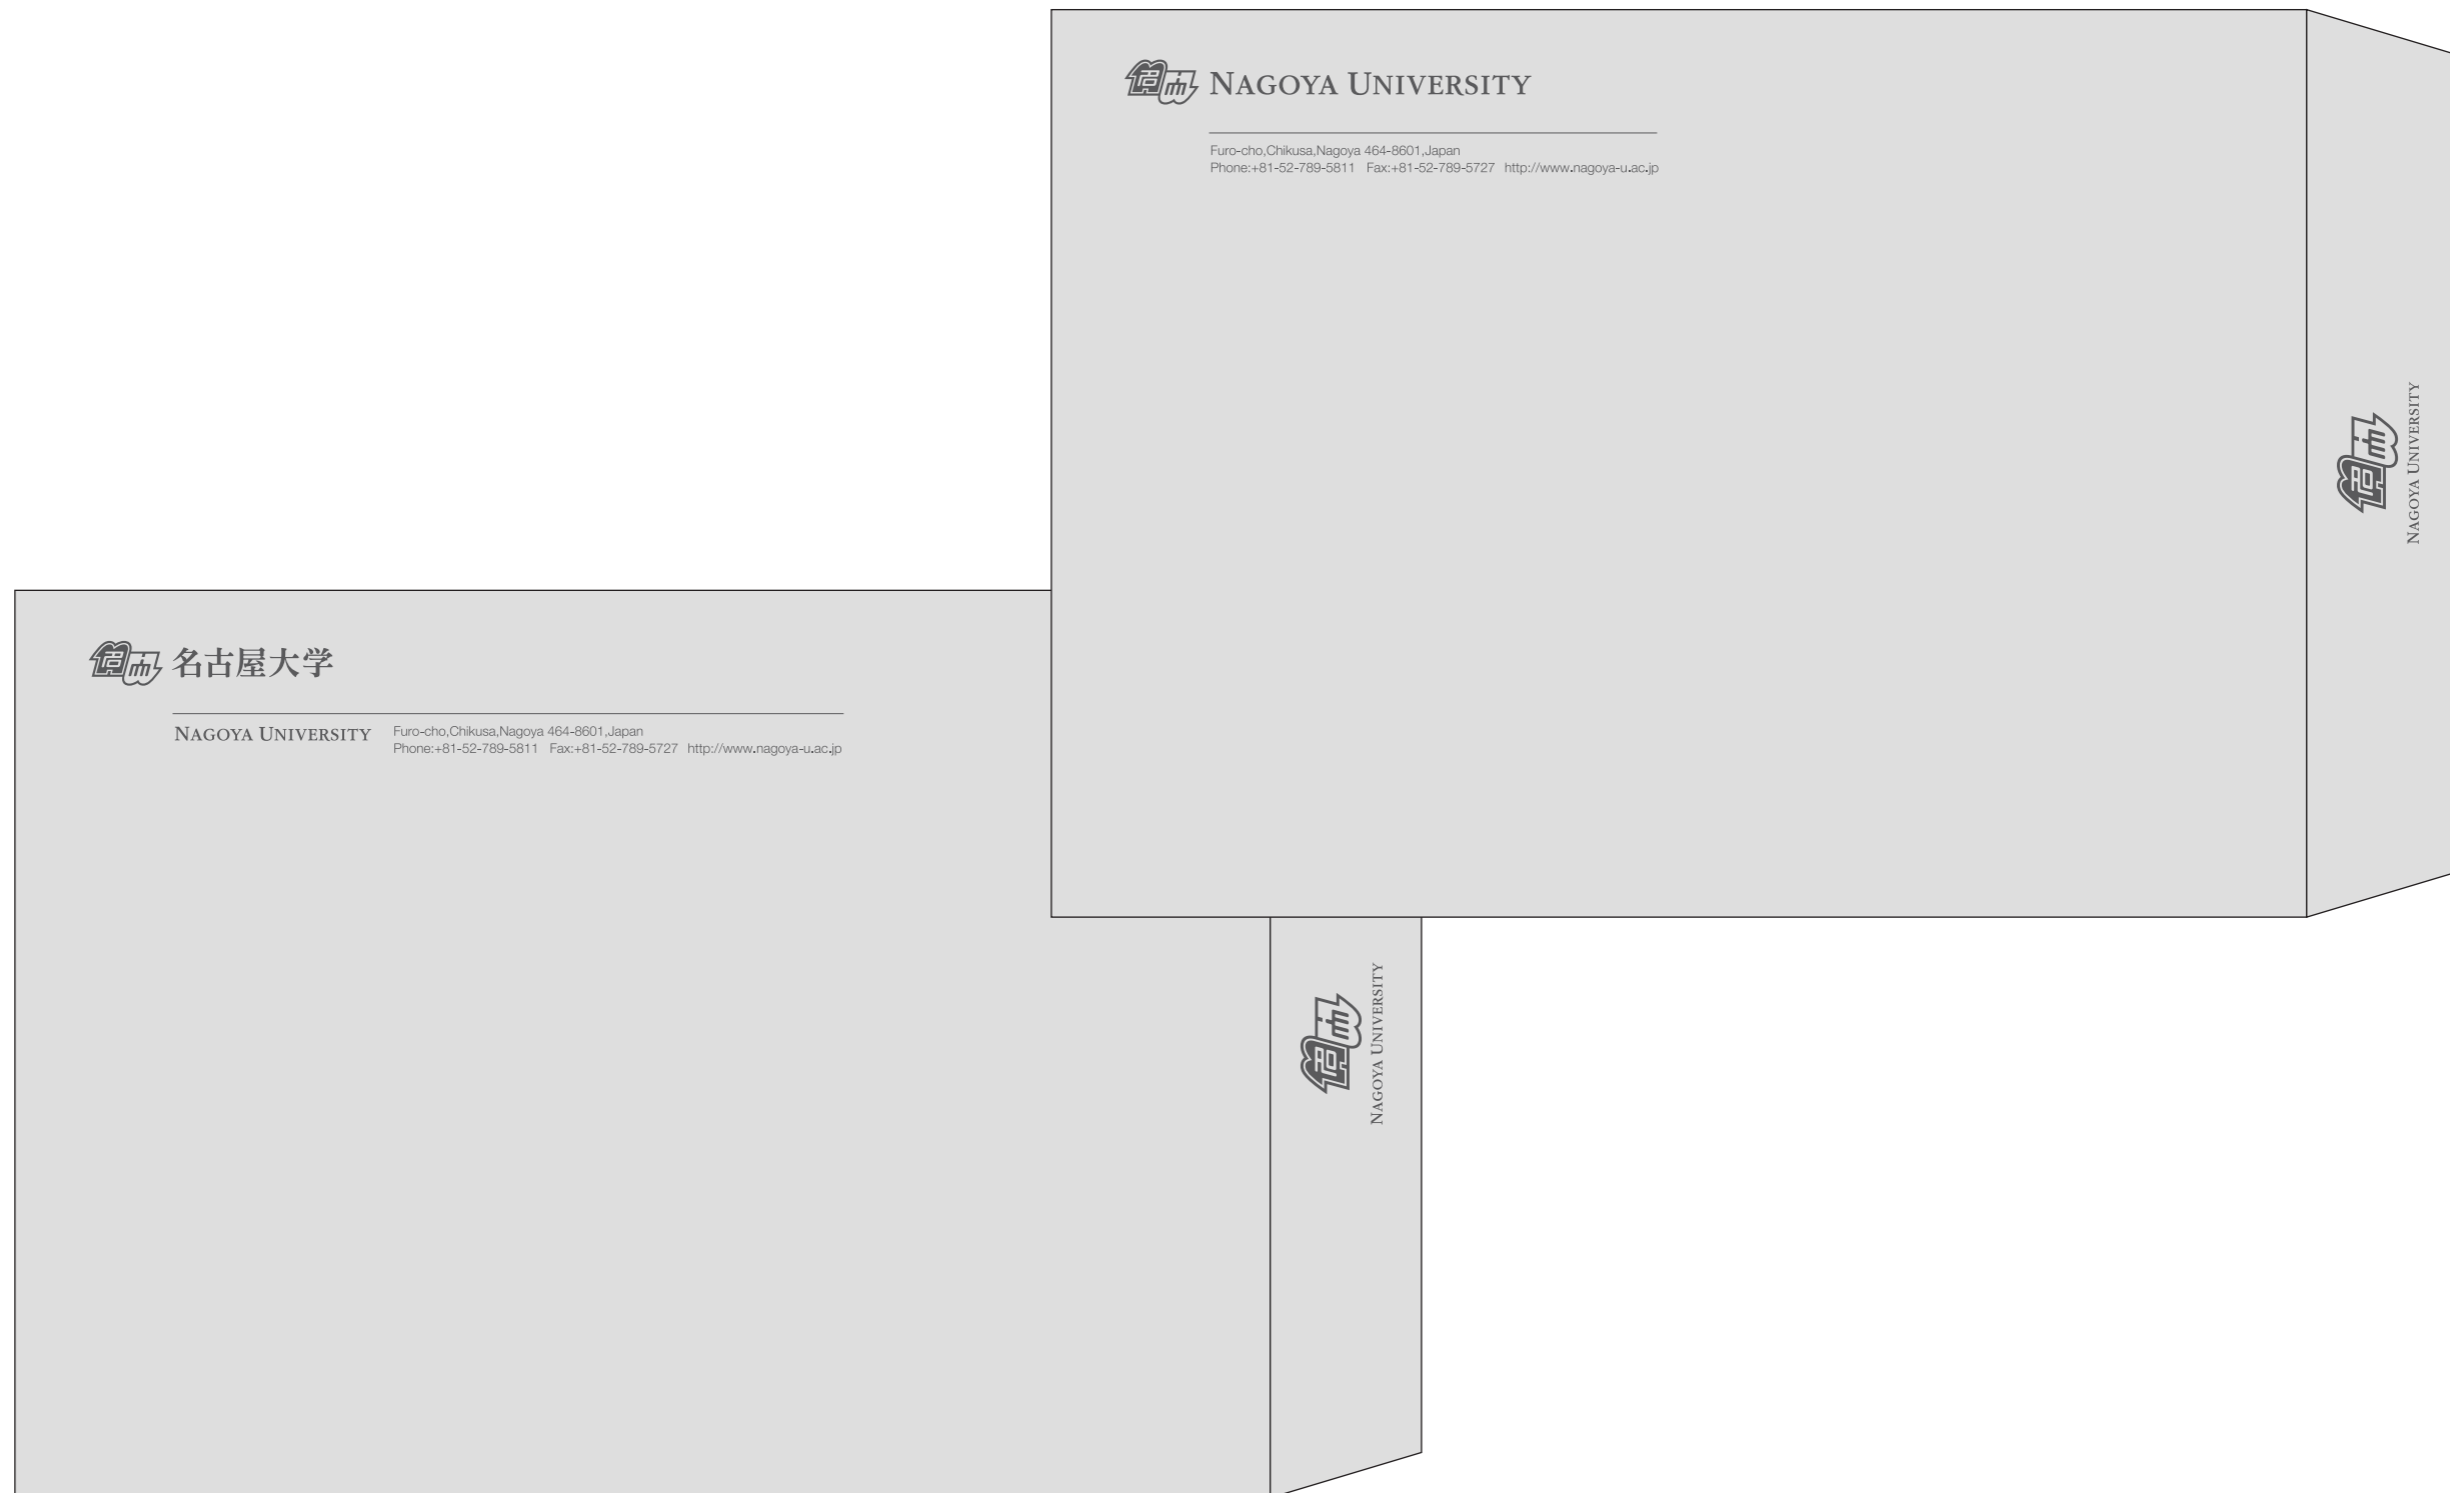 NAGOYA UNIVERSITY
Furo-cho,Chikusa,Nagoya 464-8601,Japan
Phone:+81-52-789-5811 Fax:+81-52-789-5727 http://www.nagoya-u.ac.jp
NAGOYA UNIVERSITY
名古屋大学
NAGOYA UNIVERSITY
Furo-cho,Chikusa,Nagoya 464-8601,Japan
Phone:+81-52-789-5811 Fax:+81-52-789-5727 http://www.nagoya-u.ac.jp
NAGOYA UNIVERSITY